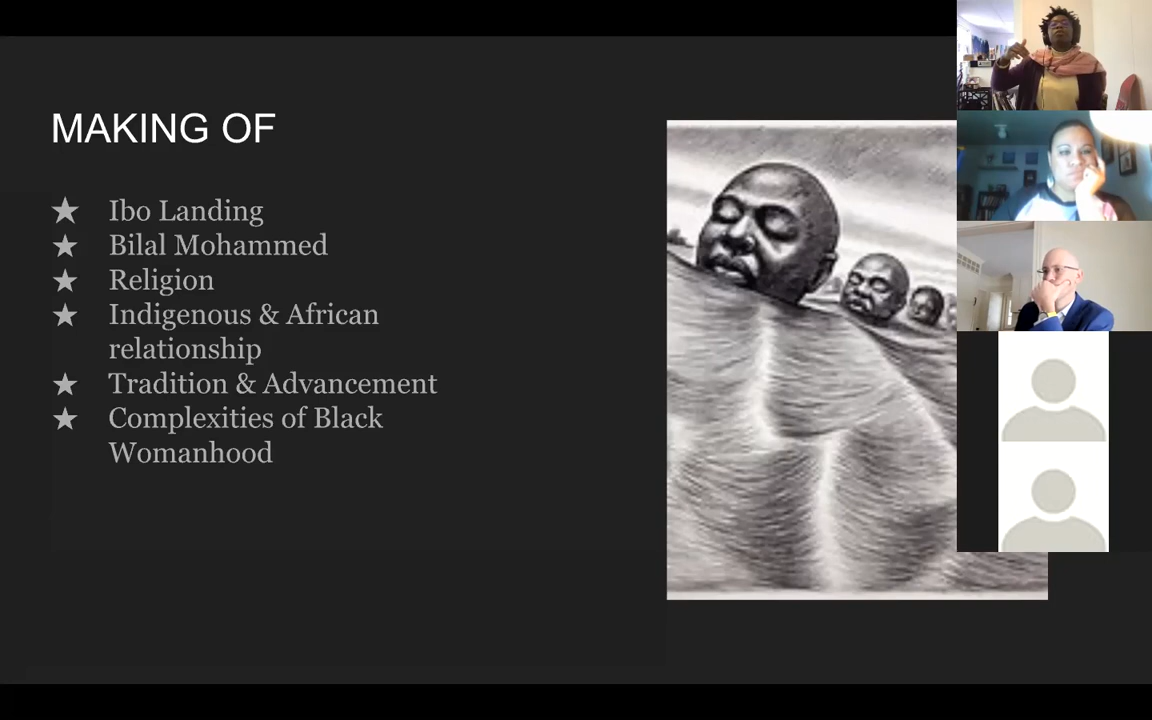 MAKING OF
★ Ibo Landing
★ Bilal Mohammed
★ Religion
★ Indigenous & African
relationship
★ Tradition & Advancement
★ Complexities of Black
Womanhood